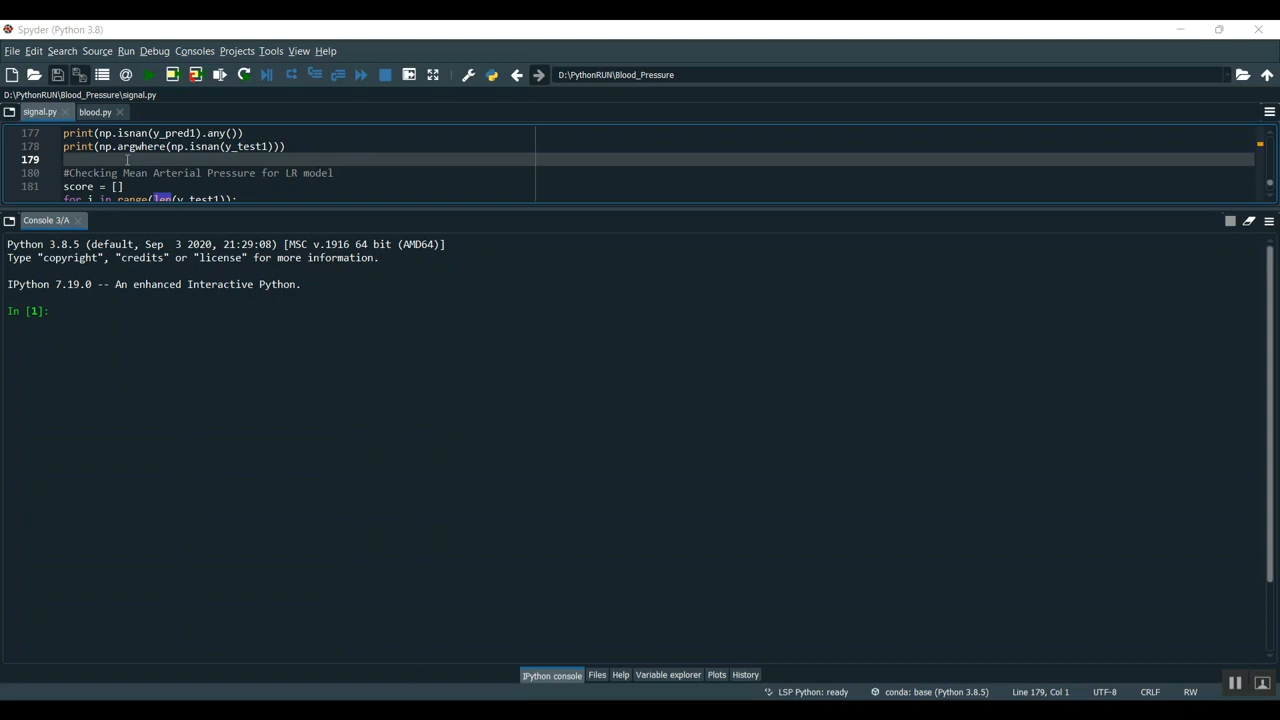 Spyder (Python 3.8)
File Edit Search Source Run Debug Consoles Projects Tools View Help
D:\PythonRUN\Blood_Pressure
D:\PythonRUN\Blood_Pressure\signal.py
signal.py blood.py
177 print(np.isnan(y_pred1).any())
178 print(np.argwhere(np.isnan(y_test1)))
179
180 #Checking Mean Arterial Pressure for LR model
181 score = []
for i in range(len(y_test1)):
Console 3/A
Python 3.8.5 (default, Sep 3 2020, 21:29:08) [MSC v.1916 64 bit (AMD64)]
Type "copyright", "credits" or "license" for more information.
IPython 7.19.0 -- An enhanced Interactive Python.
In [1]:
IPython console Files Help Variable explorer Plots History
LSP Python: ready conda: base (Python 3.8.5) Line 179, Col 1 UTF-8 CRLF RW